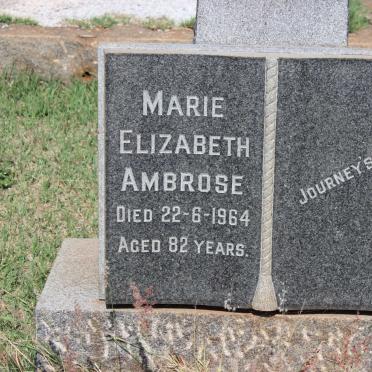 MARIE
ELIZABETH
AMBROSE
DIED 22-6-1964
AGED 82 YEARS.
JOURNEY'S